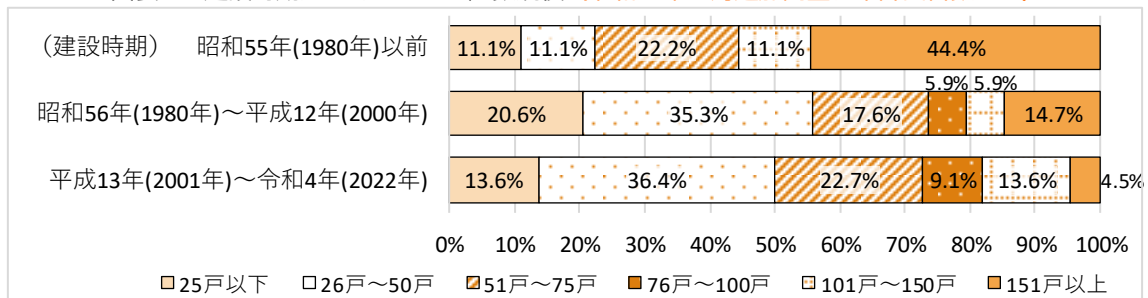 （建設時期） 昭和55年(1980年)以前
11.1% 11.1% 22.2% 11.1% 44.4%
5.9% 5.9%
昭和56年(1980年)～平成12年(2000年)
20.6% 35.3% 17.6% 14.7%
平成13年(2001年)～令和4年(2022年)
13.6% 36.4% 22.7% 9.1% 13.6% 4.5%
0% 10% 20% 30% 40% 50% 60% 70% 80% 90% 100%
25戸以下 26戸～50戸 51戸～75戸 76戸～100戸 101戸～150戸 151戸以上